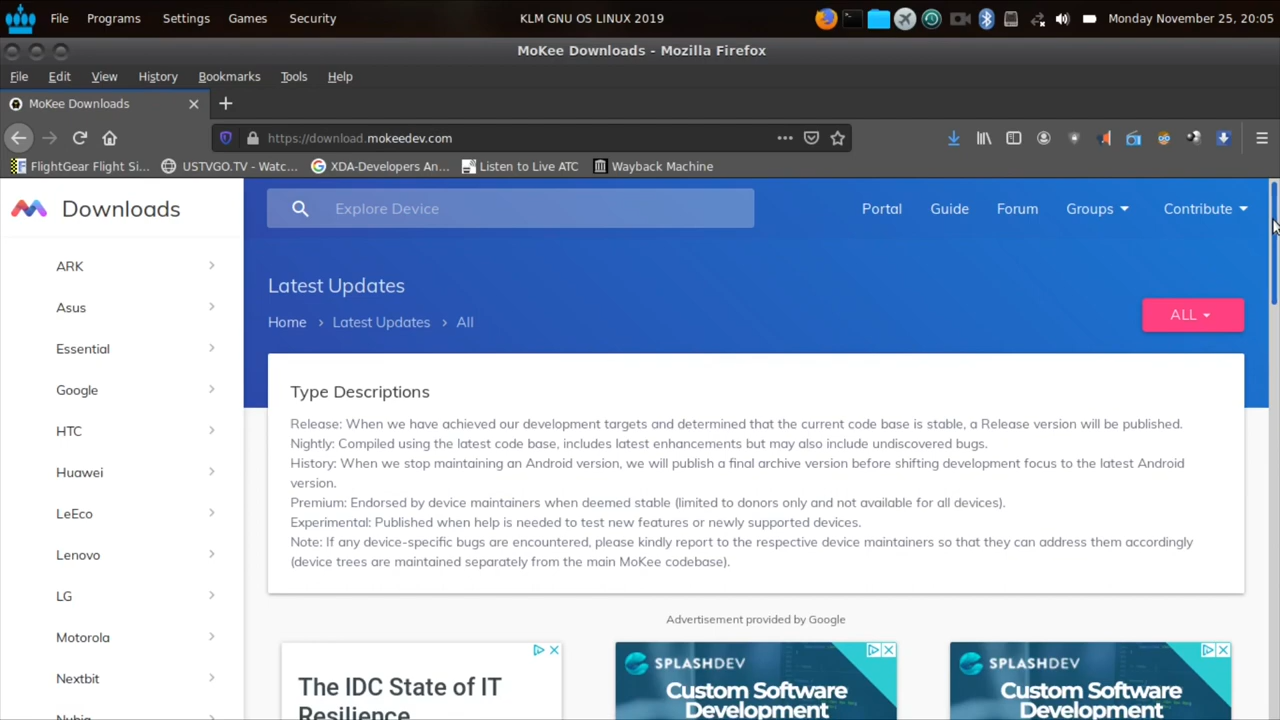 File Programs Settings Games Security KLM GNU OS LINUX 2019 Monday November 25, 20:05
MoKee Downloads - Mozilla Firefox
File Edit View History Bookmarks Tools Help
MoKee Downloads
https://download.mokeedev.com
FlightGear Flight Si... USTVGO.TV - Watc... XDA-Developers An... Listen to Live ATC Wayback Machine
Downloads
Explore Device
Portal Guide Forum Groups Contribute
ARK
Asus
Essential
Google
HTC
Huawei
LeEco
Lenovo
LG
Motorola
Nextbit
Nubia
Latest Updates
Home > Latest Updates > All
ALL
Type Descriptions
Release: When we have achieved our development targets and determined that the current code base is stable, a Release version will be published.
Nightly: Compiled using the latest code base, includes latest enhancements but may also include undiscovered bugs.
History: When we stop maintaining an Android version, we will publish a final archive version before shifting development focus to the latest Android
version.
Premium: Endorsed by device maintainers when deemed stable (limited to donors only and not available for all devices).
Experimental: Published when help is needed to test new features or newly supported devices.
Note: If any device-specific bugs are encountered, please kindly report to the respective device maintainers so that they can address them accordingly
(device trees are maintained separately from the main MoKee codebase).
Advertisement provided by Google
The IDC State of IT
Resilience
SPLASHDEV
Custom Software
Development
SPLASHDEV
Custom Software
Development